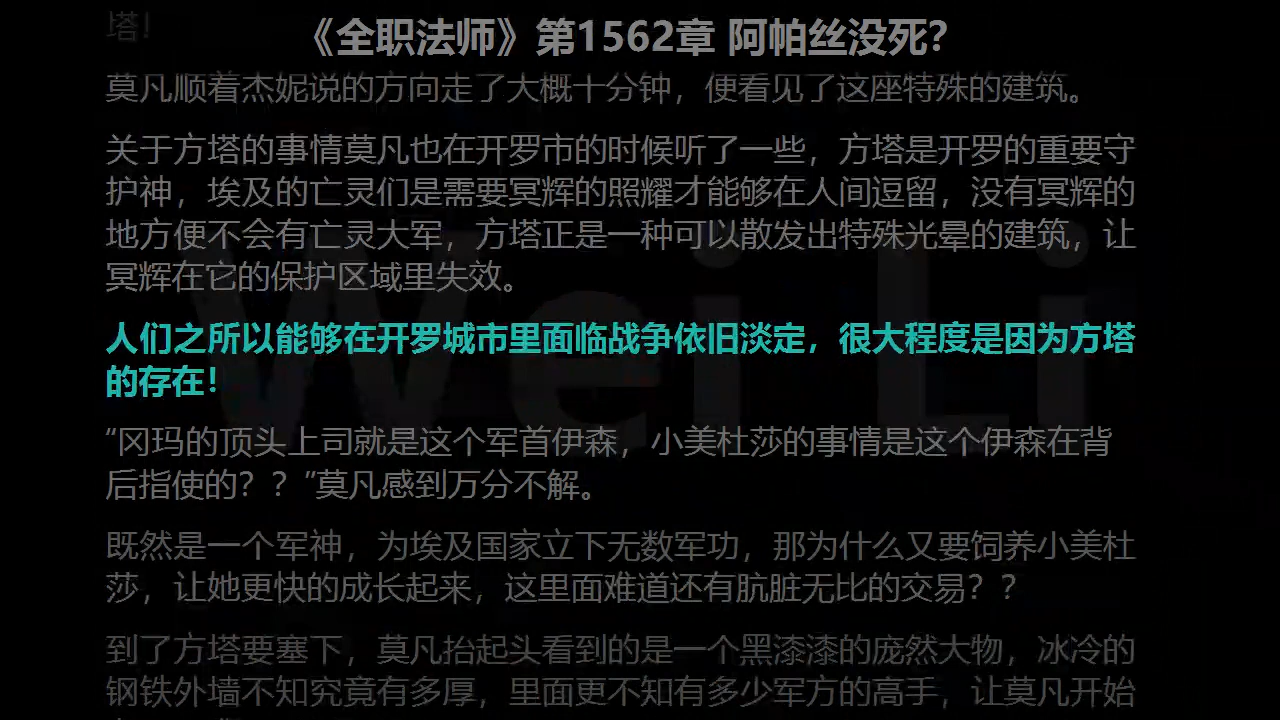 塔！
《全职法师》第1562章 阿帕丝没死？
莫凡顺着杰妮说的方向走了大概十分钟，便看见了这座特殊的建筑。
关于方塔的事情莫凡也在开罗市的时候听了一些，方塔是开罗的重要守
护神，埃及的亡灵们是需要冥辉的照耀才能够在人间逗留，没有冥辉的
地方便不会有亡灵大军，方塔正是一种可以散发出特殊光晕的建筑，让
冥辉在它的保护区域里失效。
人们之所以能够在开罗城市里面临战争依旧淡定，很大程度是因为方塔
的存在！
“冈玛的顶头上司就是这个军首伊森，小美杜莎的事情是这个伊森在背
后指使的？？”莫凡感到万分不解。
既然是一个军神，为埃及国家立下无数军功，那为什么又要饲养小美杜
莎，让她更快的成长起来，这里面难道还有肮脏无比的交易？？
到了方塔要塞下，莫凡抬起头看到的是一个黑漆漆的庞然大物，冰冷的
钢铁外墙不知究竟有多厚，里面更不知有多少军方的高手，让莫凡开始
Wei Li